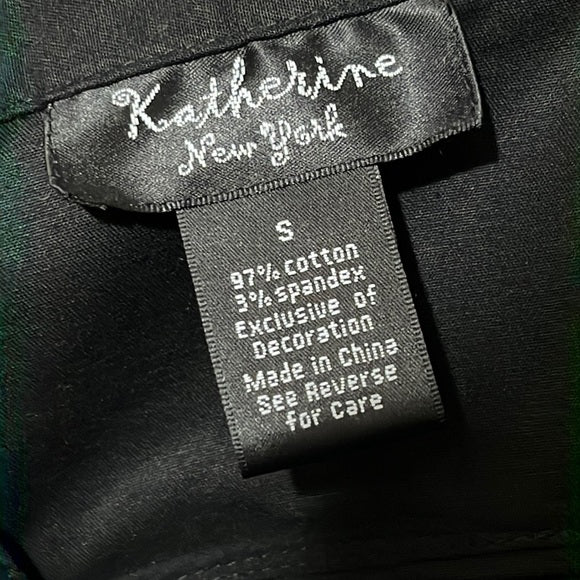 Katherine
New York
S
97% cotton
3% spandex
Exclusive of
Decoration
Made in China
See Reverse
for Care